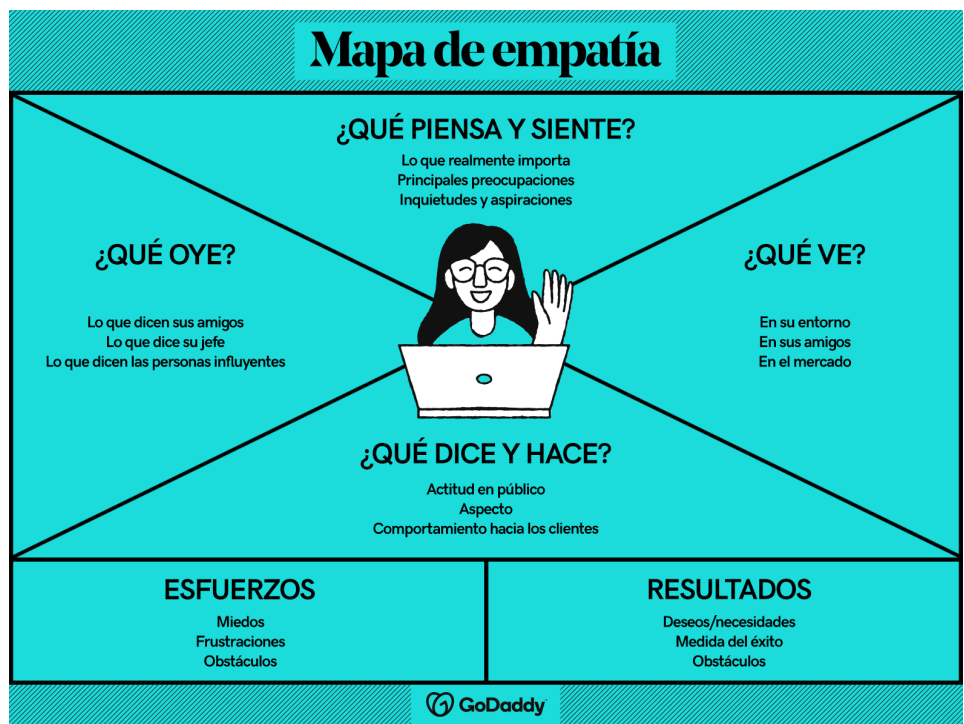 Mapa de empatía
¿QUÉ PIENSA Y SIENTE?
Lo que realmente importa
Principales preocupaciones
Inquietudes y aspiraciones
¿QUÉ OYE?
Lo que dicen sus amigos
Lo que dice su jefe
Lo que dicen las personas influyentes
¿QUÉ VE?
En su entorno
En sus amigos
En el mercado
¿QUÉ DICE Y HACE?
Actitud en público
Aspecto
Comportamiento hacia los clientes
ESFUERZOS
Miedos
Frustraciones
Obstáculos
RESULTADOS
Deseos/necesidades
Medida del éxito
Obstáculos
GoDaddy